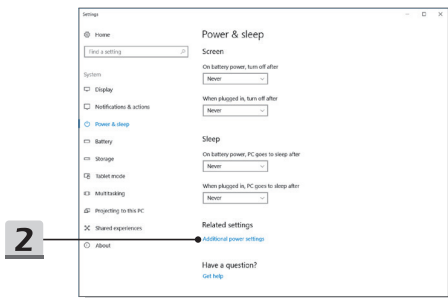 Settings
Home
Find a setting
System
Display
Notifications & actions
Power & sleep
Battery
Storage
Tablet mode
Multitasking
Projecting to this PC
Shared experiences
About
Power & sleep
Screen
On battery power, turn off after
Never
When plugged in, turn off after
Never
Sleep
On battery power, PC goes to sleep after
Never
When plugged in, PC goes to sleep after
Never
Related settings
Additional power settings
Have a question?
Get help
2